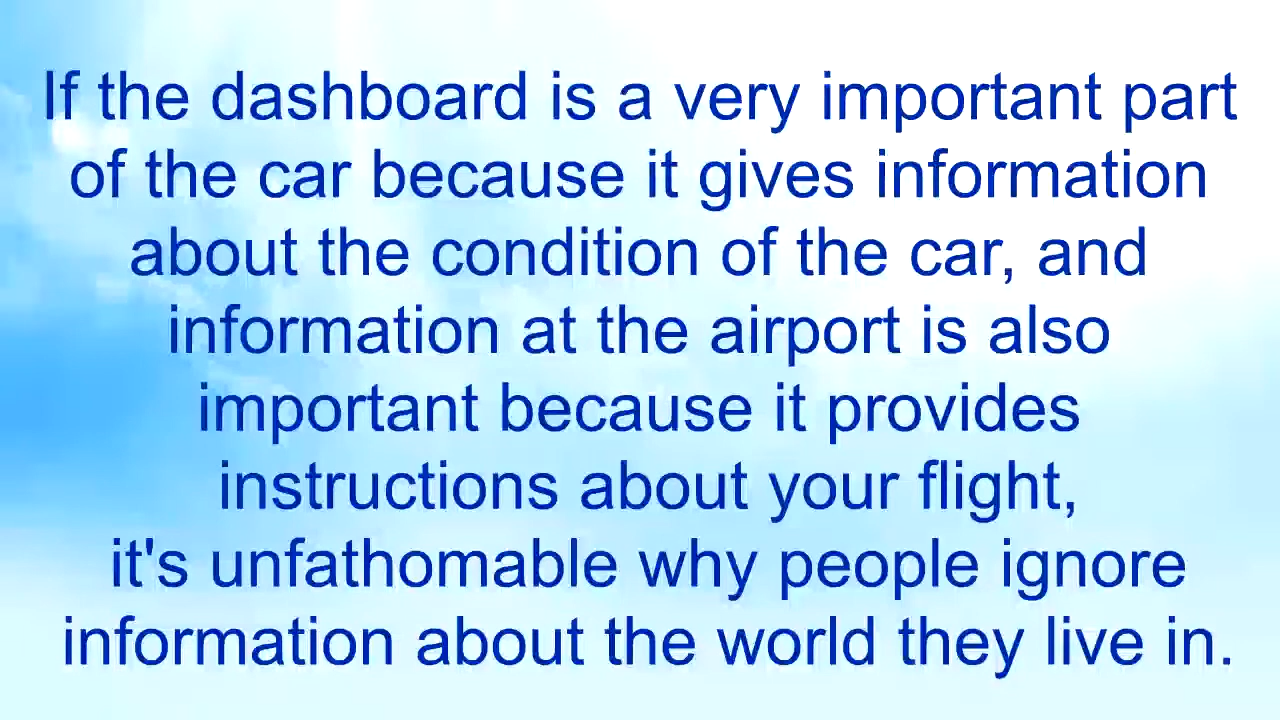 If the dashboard is a very important part
of the car because it gives information
about the condition of the car, and
information at the airport is also
important because it provides
instructions about your flight,
it's unfathomable why people ignore
information about the world they live in.